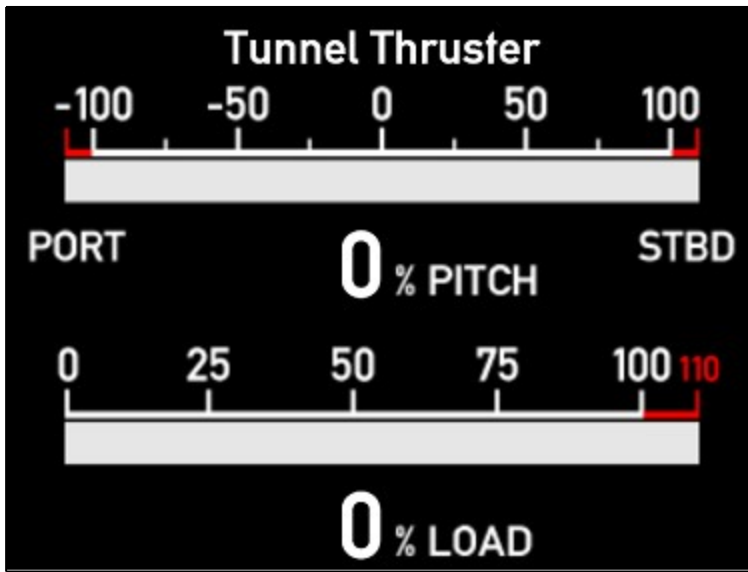 Tunnel Thruster
-100 -50 0 50 100
PORT 0 % PITCH STBD
0 25 50 75 100 110
0 % LOAD